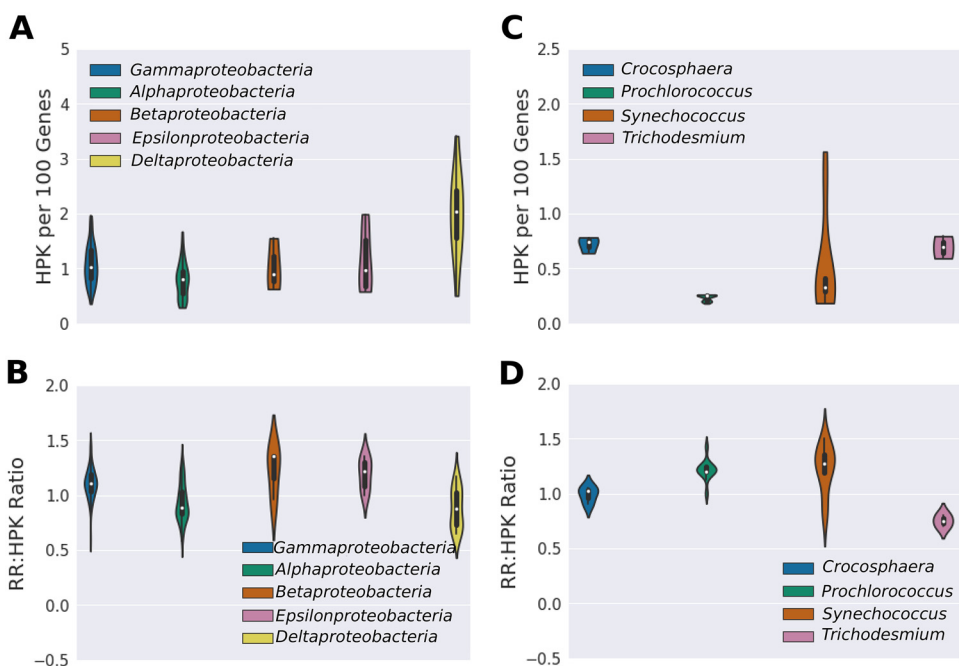 A
HPK per 100 Genes
5
4
3
2
1
0
Gammaproteobacteria
Alphaproteobacteria
Betaproteobacteria
Epsilonproteobacteria
Deltaproteobacteria
C
HPK per 100 Genes
2.5
2.0
1.5
1.0
0.5
0.0
Crocosphaera
Prochlorococcus
Synechococcus
Trichodesmium
B
RR:HPK Ratio
2.0
1.5
1.0
0.5
0.0
−0.5
Gammaproteobacteria
Alphaproteobacteria
Betaproteobacteria
Epsilonproteobacteria
Deltaproteobacteria
D
RR:HPK Ratio
2.0
1.5
1.0
0.5
0.0
−0.5
Crocosphaera
Prochlorococcus
Synechococcus
Trichodesmium